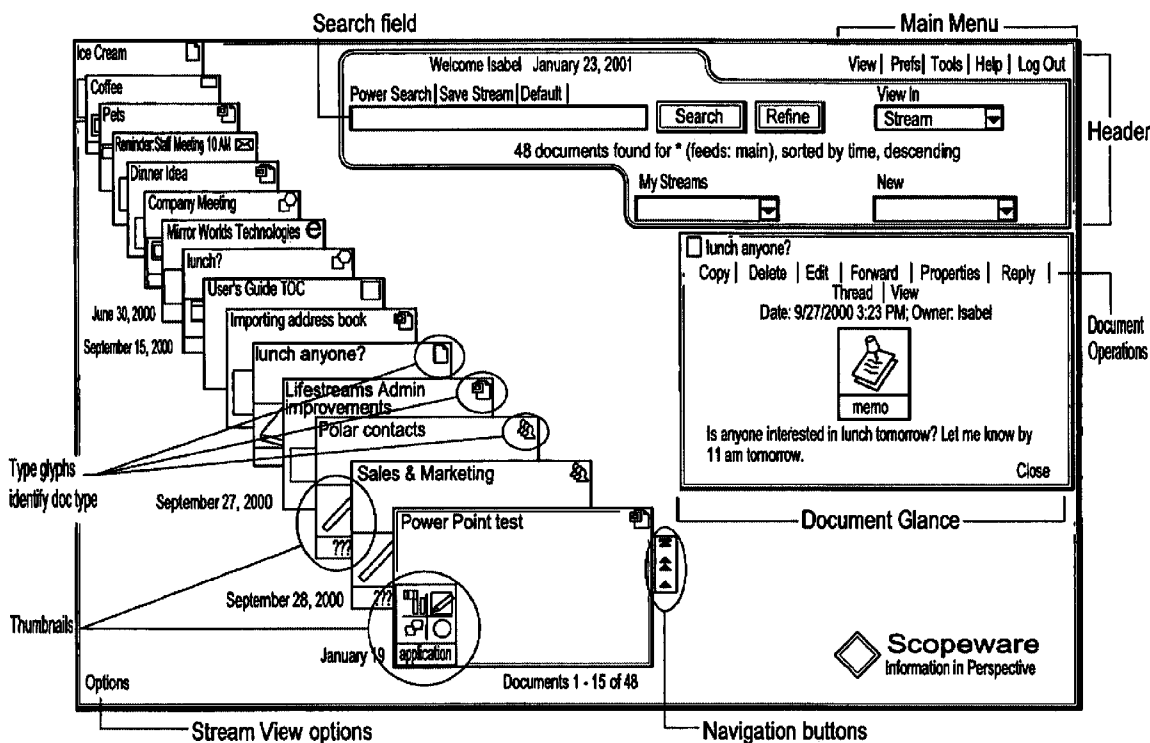 Search field
Main Menu
Ice Cream
Coffee
Pets
Reminder: Staff Meeting 10 AM
Dinner Idea
Company Meeting
Mirror Worlds Technologies
lunch?
User's Guide TOC
Importing address book
lunch anyone?
Lifestreams Admin
improvements
Polar contacts
Sales & Marketing
Power Point test
June 30, 2000
September 15, 2000
September 27, 2000
September 28, 2000
January 19
???
???
application
Type glyphs
identify doc type
Thumbnails
Options
Documents 1 - 15 of 48
Stream View options
Navigation buttons
Welcome Isabel January 23, 2001
View | Prefs | Tools | Help | Log Out
Power Search | Save Stream | Default |
View In
Search
Refine
Stream
48 documents found for * (feeds: main), sorted by time, descending
My Streams
New
Header
lunch anyone?
Copy | Delete | Edit | Forward | Properties | Reply |
Thread | View
Date: 9/27/2000 3:23 PM; Owner: Isabel
memo
Is anyone interested in lunch tomorrow? Let me know by
11 am tomorrow.
Close
Document
Operations
Document Glance
Scopeware
Information in Perspective